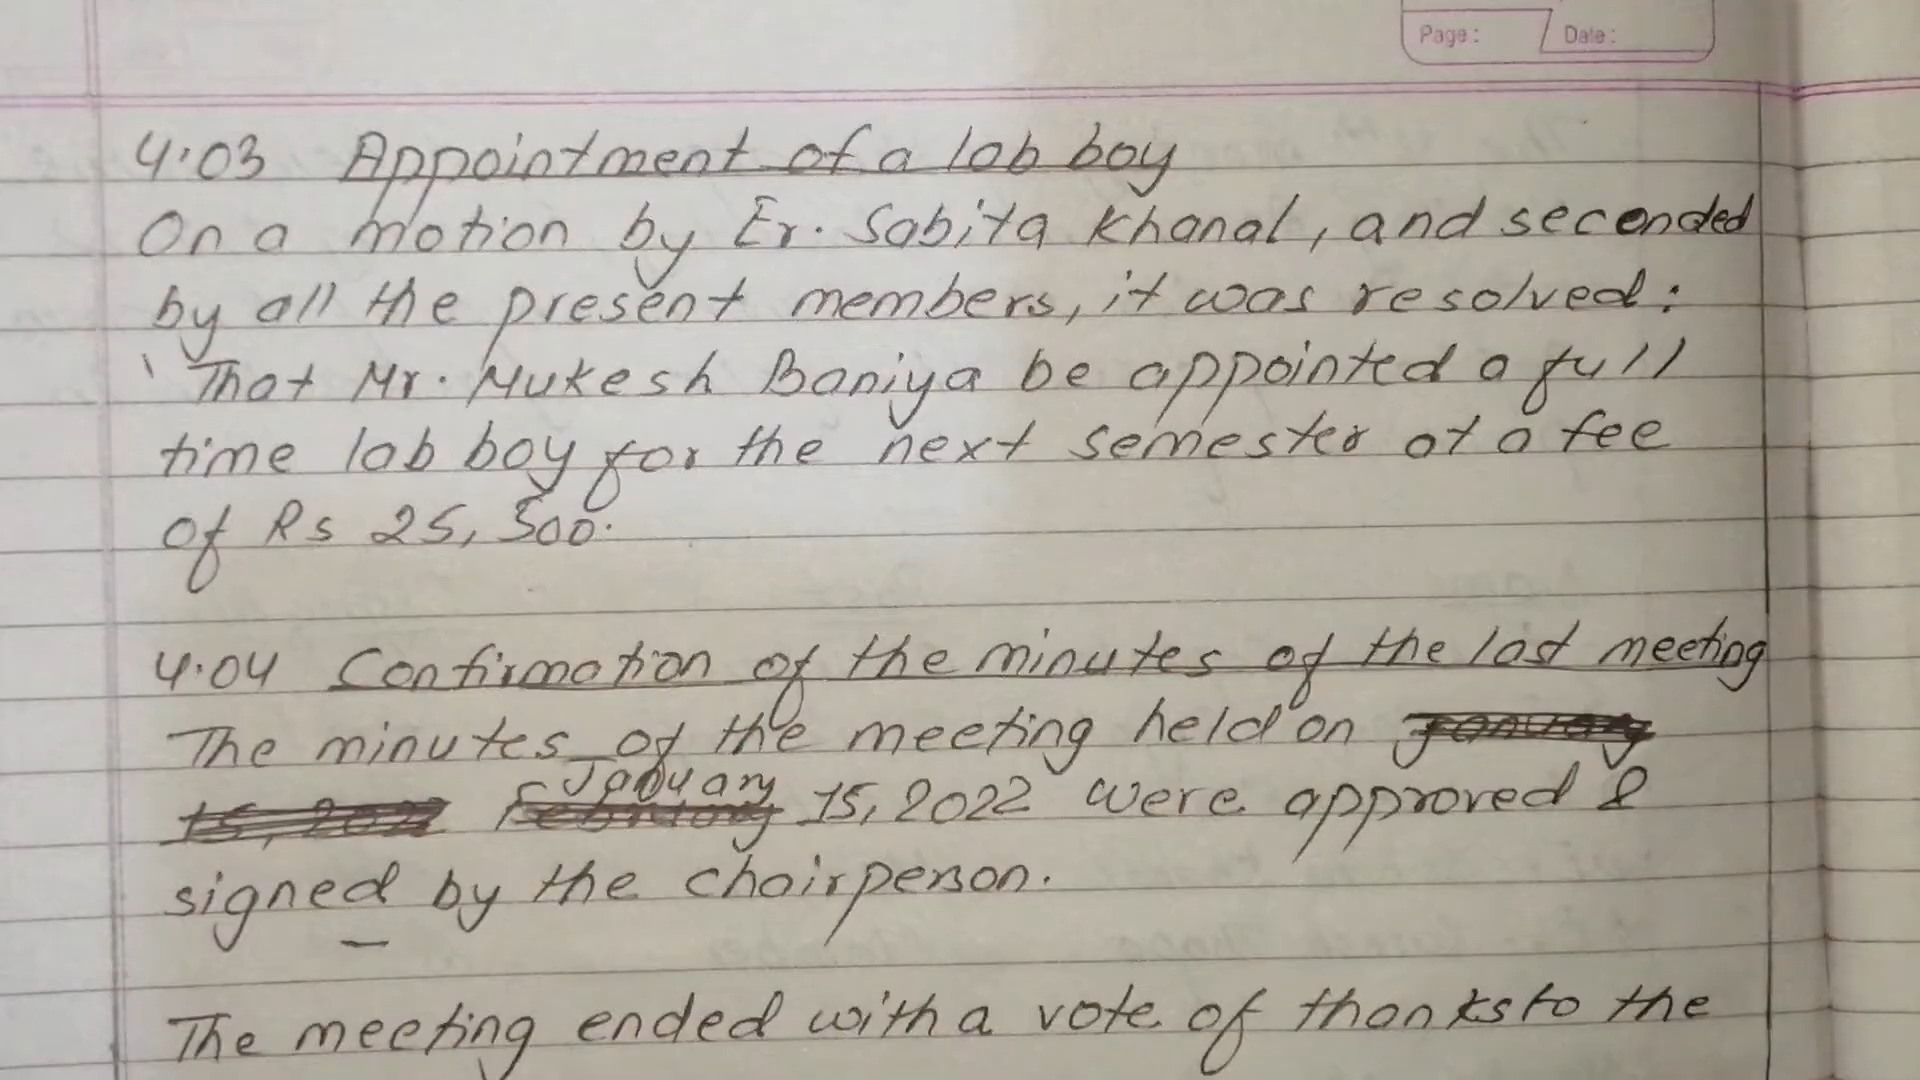 Page: Date:
4.03 Appointment of a lab boy
On a motion by Er. Sabita Khanal, and seconded
by all the present members, it was resolved:
' That Mr. Mukesh Baniya be appointed a full
time lab boy for the next semester at a fee
of Rs 25,500.
4.04 Confirmation of the minutes of the last meeting
The minutes of the meeting held on January
15, 2022 February January 15, 2022 were approved &
signed by the chairperson.
The meeting ended with a vote of thanks to the